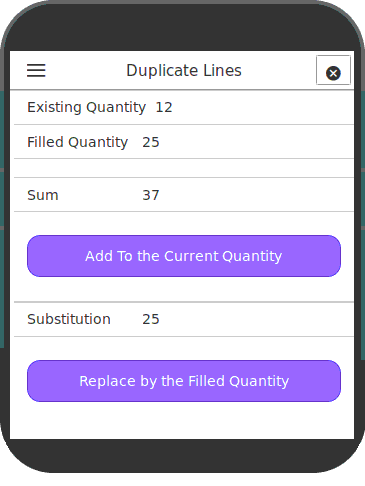 Duplicate Lines
Existing Quantity 12
Filled Quantity 25
Sum 37
Add To the Current Quantity
Substitution 25
Replace by the Filled Quantity